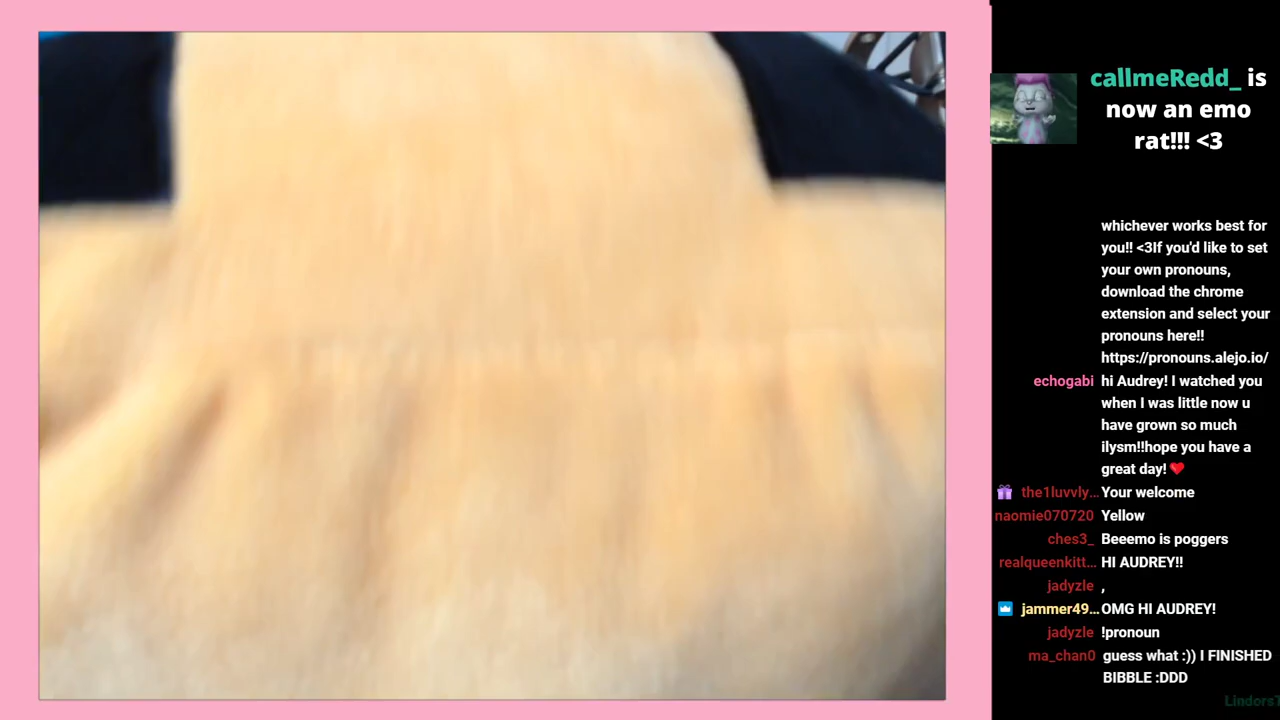 callmeRedd_ is
now an emo
rat!!! <3
whichever works best for
you!! <3If you'd like to set
your own pronouns,
download the chrome
extension and select your
pronouns here!!
https://pronouns.alejo.io/
echogabi hi Audrey! I watched you
when I was little now u
have grown so much
ilysm!!hope you have a
great day!❤️
the1luvvly… Your welcome
naomie070720 Yellow
ches3_ Beeemo is poggers
realqueenkitt… HI AUDREY!!
jadyzle ,
jammer49… OMG HI AUDREY!
jadyzle !pronoun
ma_chan0 guess what :)) I FINISHED
BIBBLE :DDD